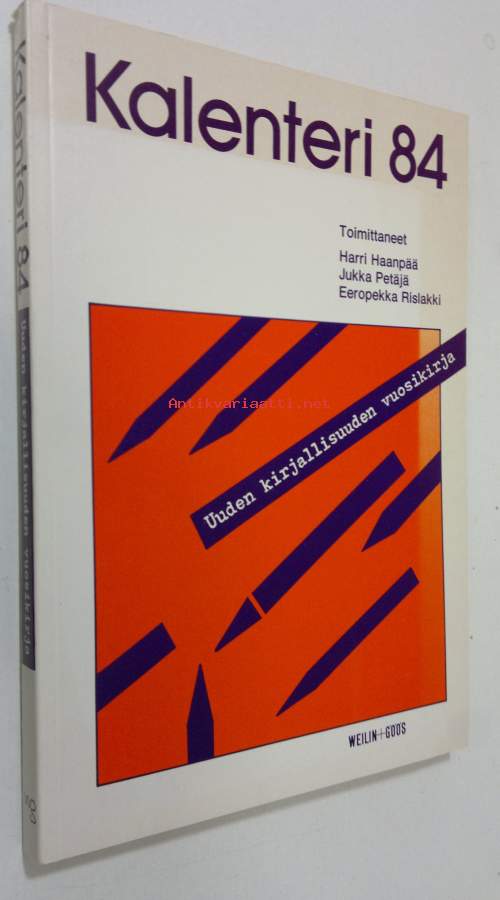 Kalenteri 84
Toimittaneet
Harri Haanpää
Jukka Petäjä
Eeropekka Rislakki
Uuden kirjallisuuden vuosikirja
WEILIN+GÖÖS
Kalenteri 84
Uuden kirjallisuuden vuosikirja
Antikvariaatti.net